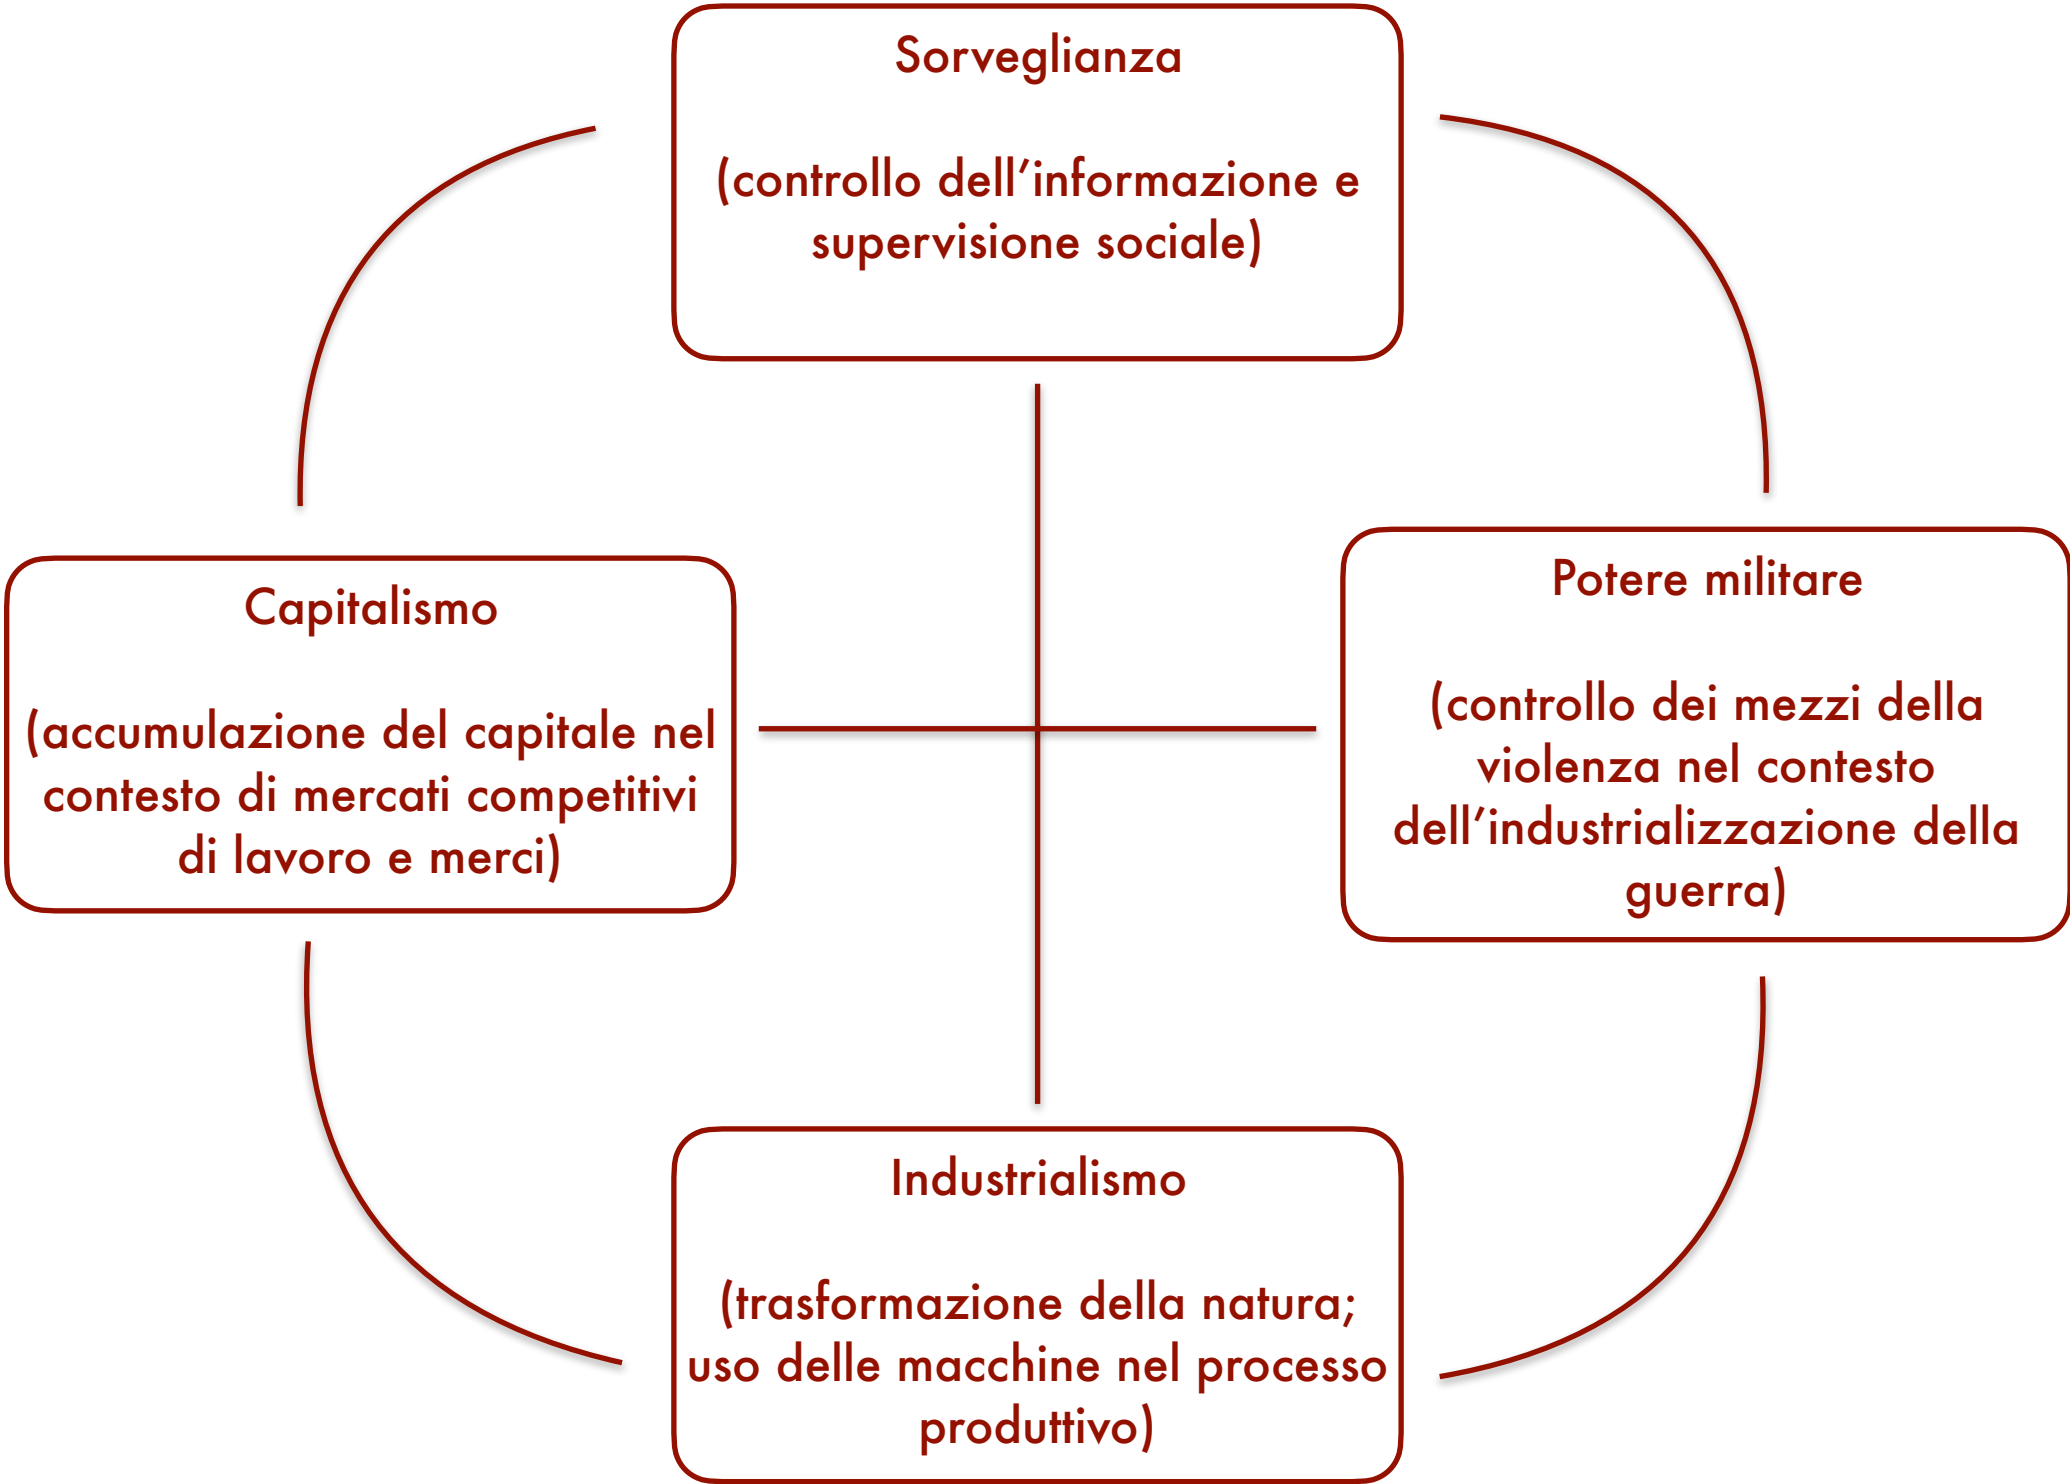 Sorveglianza
(controllo dell’informazione e
supervisione sociale)
Capitalismo
(accumulazione del capitale nel
contesto di mercati competitivi
di lavoro e merci)
Potere militare
(controllo dei mezzi della
violenza nel contesto
dell’industrializzazione della
guerra)
Industrialismo
(trasformazione della natura;
uso delle macchine nel processo
produttivo)